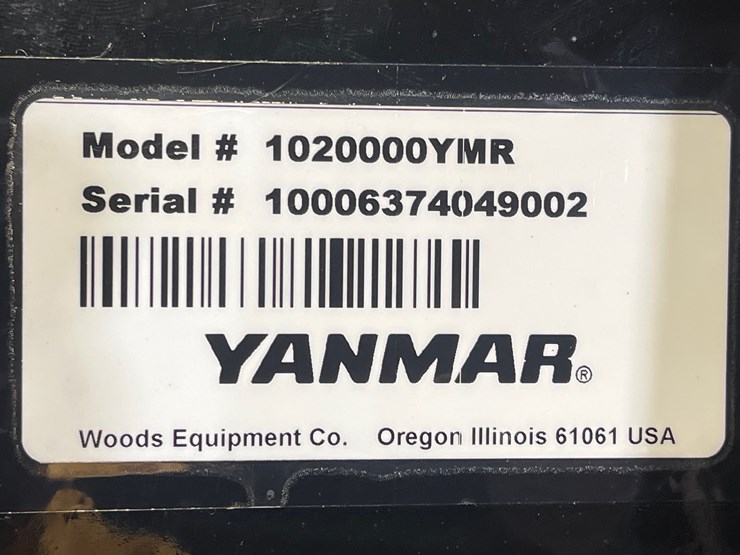 Model # 1020000YMR
Serial # 10006374049002
YANMAR®
Woods Equipment Co. Oregon Illinois 61061 USA